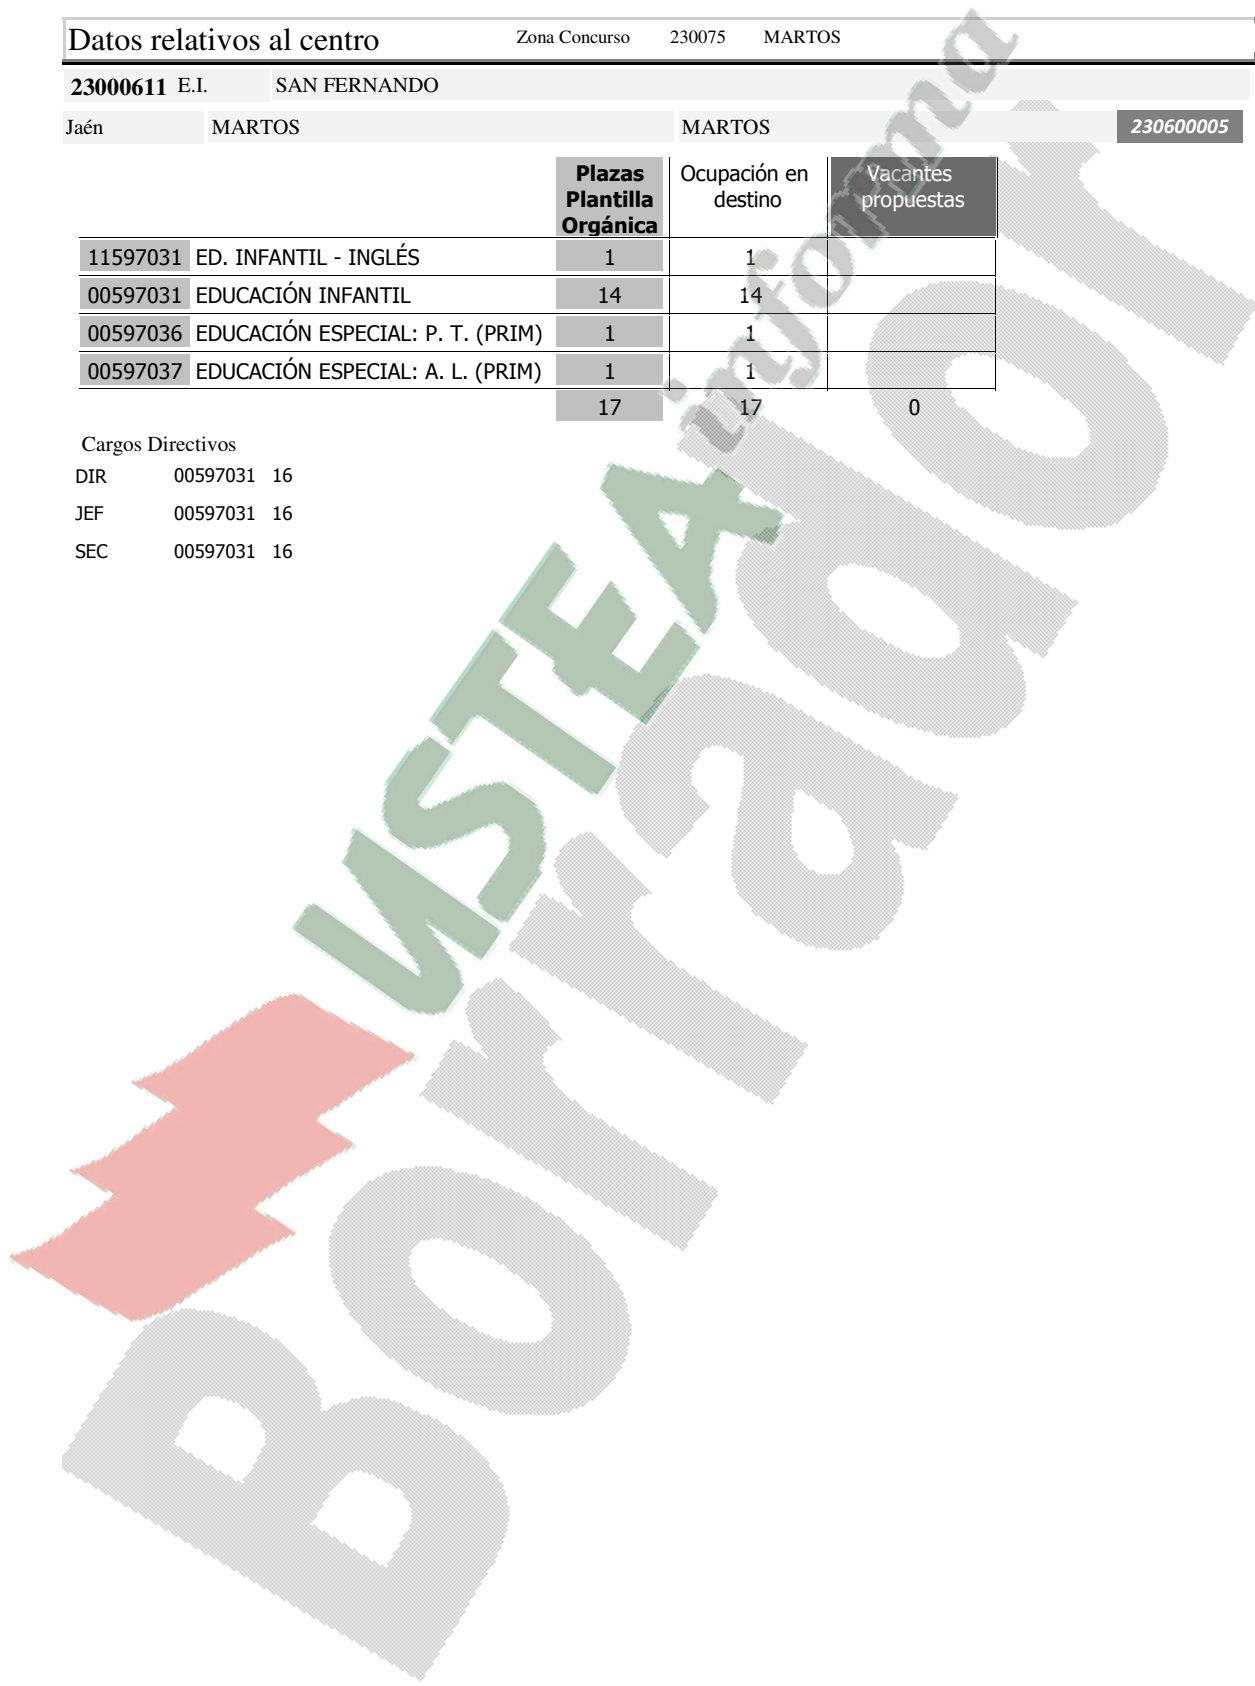 Datos relativos al centro Zona Concurso 230075 MARTOS
23000611 E.I. SAN FERNANDO
Jaén MARTOS MARTOS 230600005
Plazas Plantilla Orgánica Ocupación en destino Vacantes propuestas
11597031 ED. INFANTIL - INGLÉS 1 1
00597031 EDUCACIÓN INFANTIL 14 14
00597036 EDUCACIÓN ESPECIAL: P. T. (PRIM) 1 1
00597037 EDUCACIÓN ESPECIAL: A. L. (PRIM) 1 1
17 17 0
Cargos Directivos
DIR 00597031 16
JEF 00597031 16
SEC 00597031 16
USTEA informa
Borrador